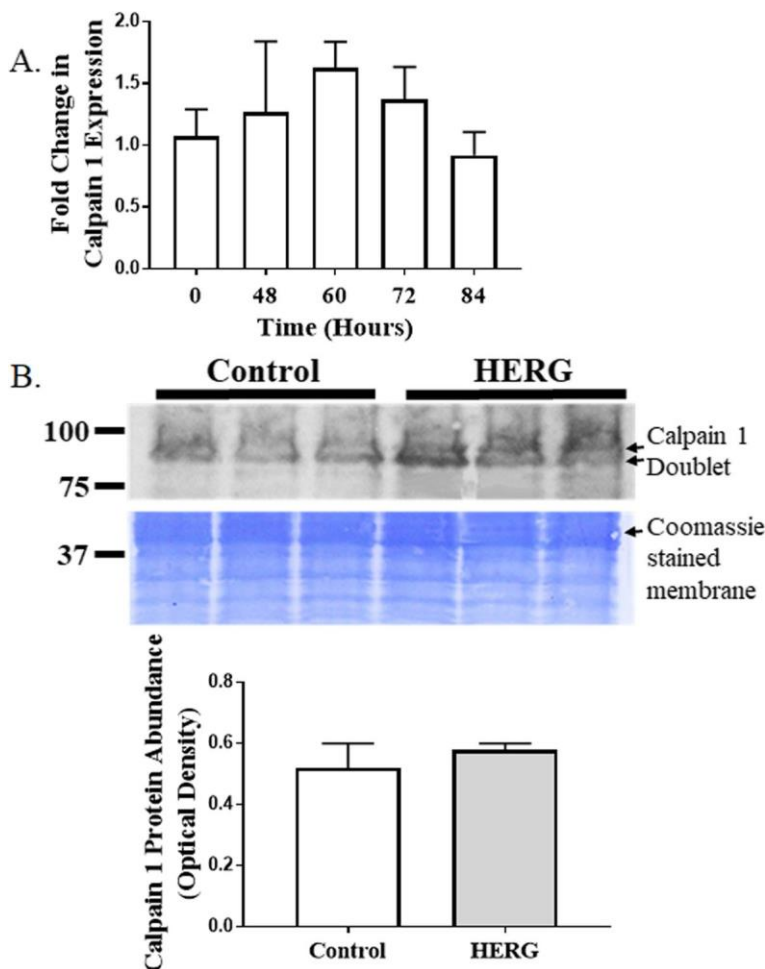 A.
Fold Change in
Calpain 1 Expression
2.0
1.5
1.0
0.5
0.0
0 48 60 72 84
Time (Hours)
B.
Control HERG
100
75
Calpain 1
Doublet
37
Coomassie
stained
membrane
Calpain 1 Protein Abundance
(Optical Density)
0.8
0.6
0.4
0.2
0.0
Control HERG